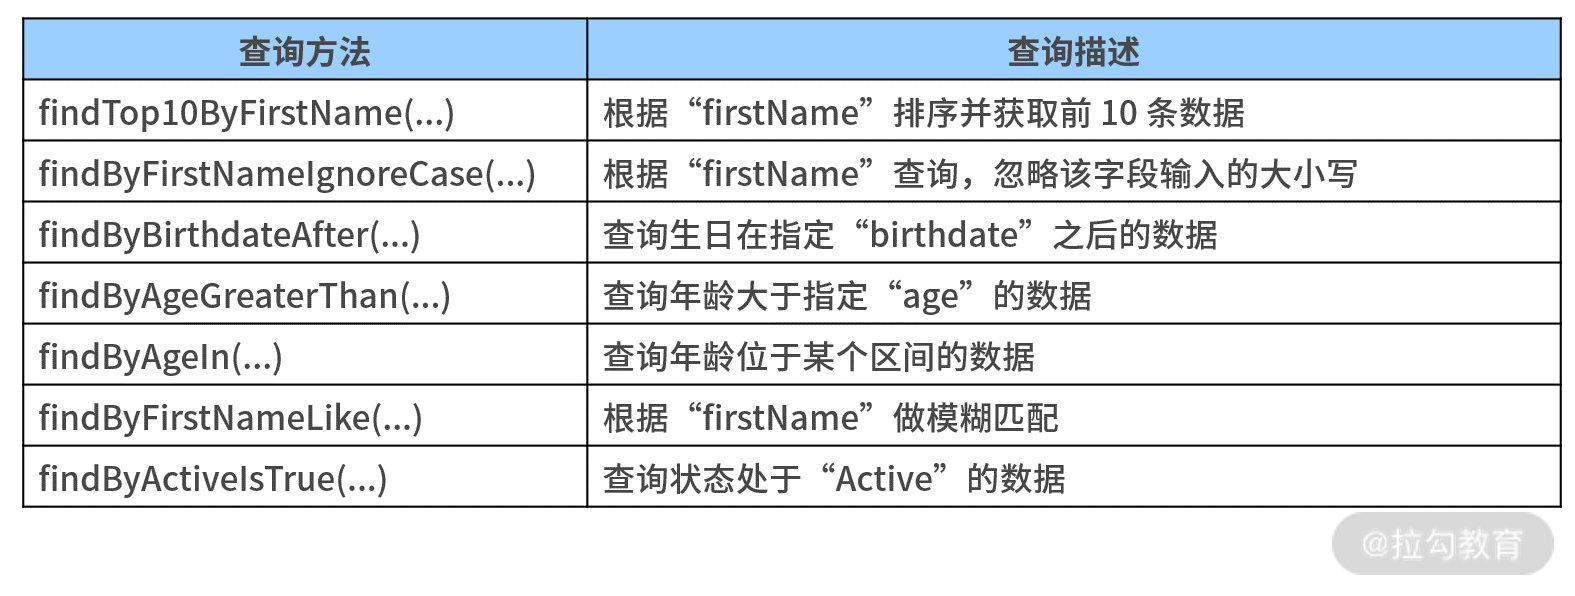 查询方法 查询描述
findTop10ByFirstName(...) 根据“firstName”排序并获取前 10 条数据
findByFirstNameIgnoreCase(...) 根据“firstName”查询，忽略该字段输入的大小写
findByBirthdateAfter(...) 查询生日在指定“birthdate”之后的数据
findByAgeGreaterThan(...) 查询年龄大于指定“age”的数据
findByAgeIn(...) 查询年龄位于某个区间的数据
findByFirstNameLike(...) 根据“firstName”做模糊匹配
findByActiveIsTrue(...) 查询状态处于“Active”的数据
@拉勾教育